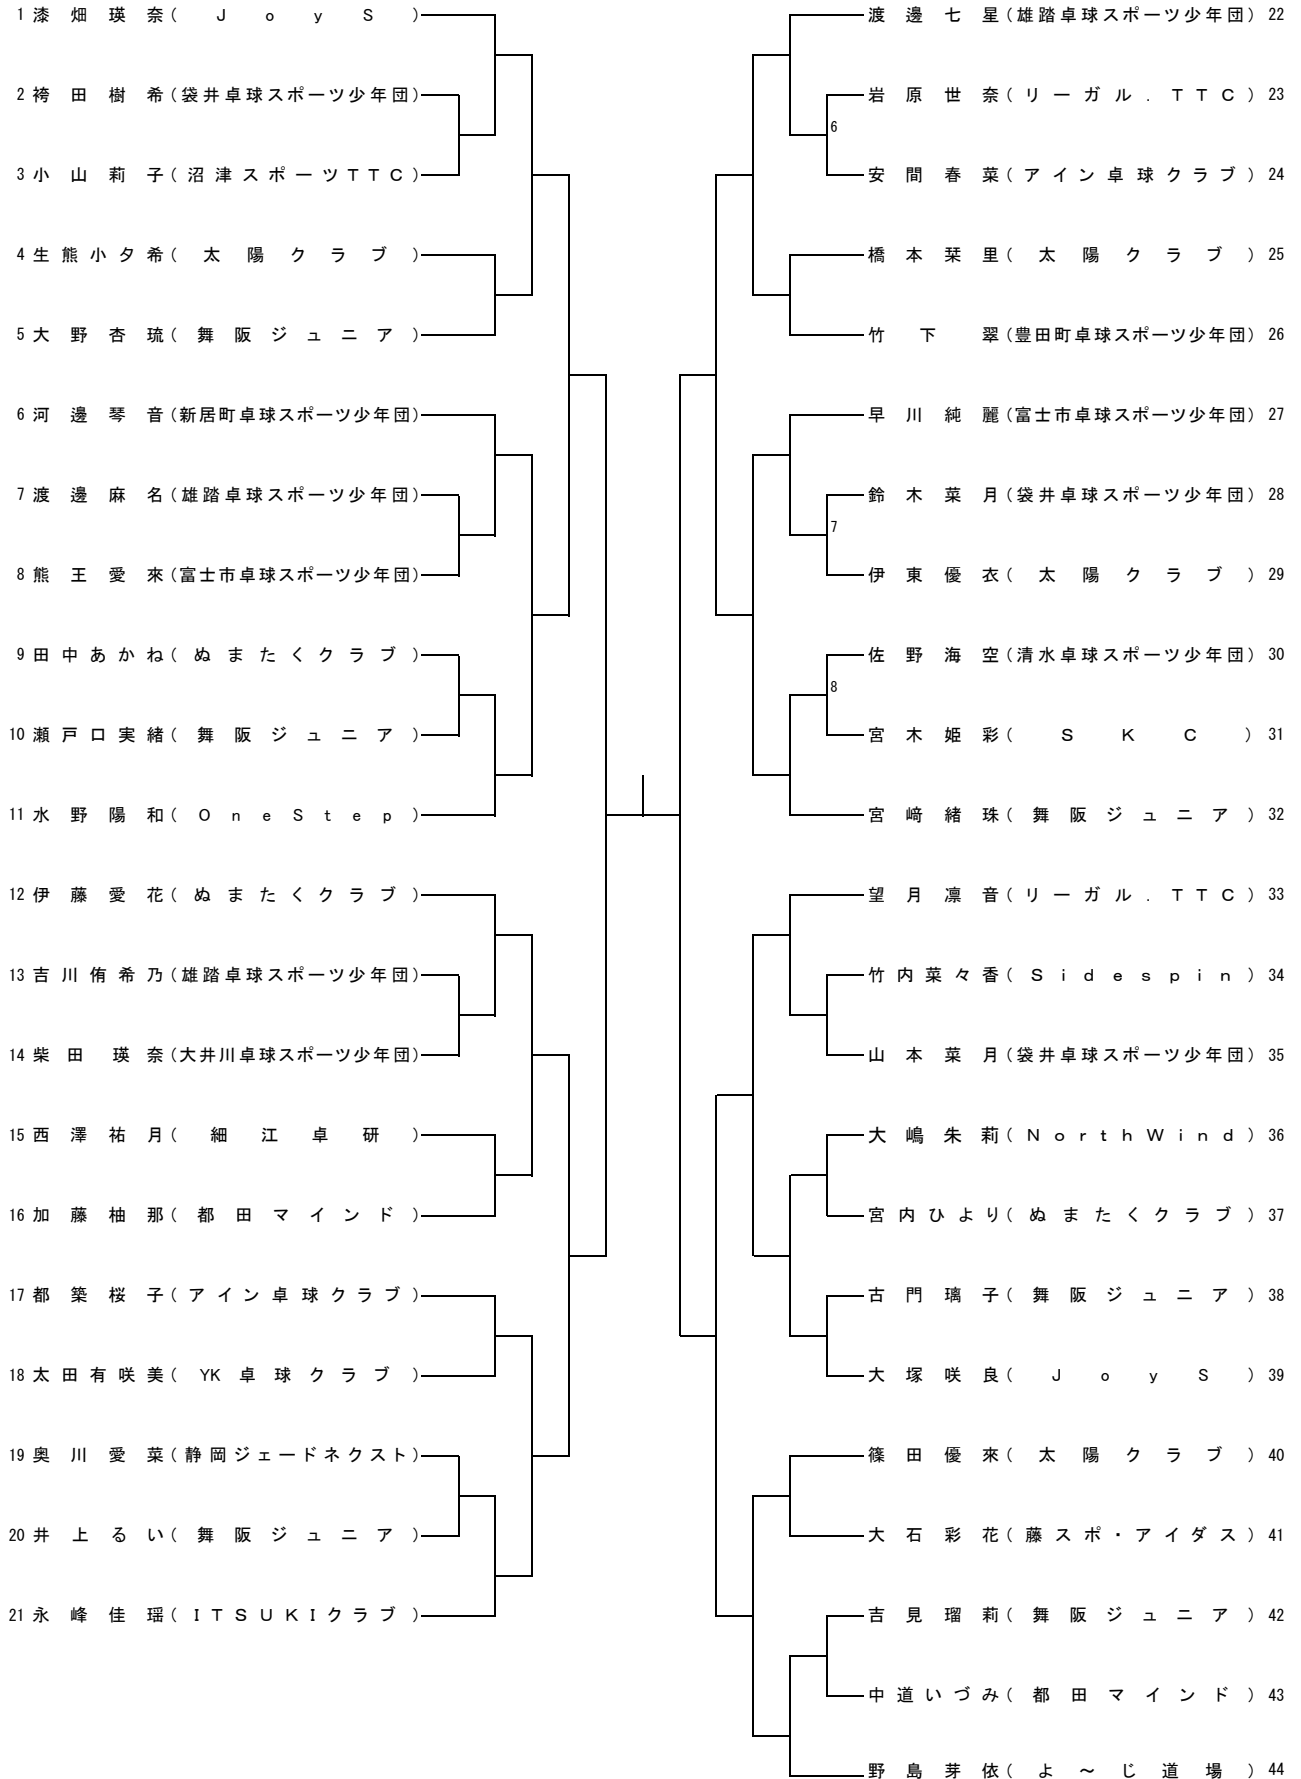 1 漆畑瑛奈(JoyS)
2 袴田樹希(袋井卓球スポーツ少年団)
3 小山莉子(沼津スポーツTTC)
4 生熊小夕希(太陽クラブ)
5 大野杏琉(舞阪ジュニア)
6 河邊琴音(新居町卓球スポーツ少年団)
7 渡邊麻名(雄踏卓球スポーツ少年団)
8 熊王愛來(富士市卓球スポーツ少年団)
9 田中あかね(ぬまたくクラブ)
10 瀬戸口実緒(舞阪ジュニア)
11 水野陽和(OneStep)
12 伊藤愛花(ぬまたくクラブ)
13 吉川侑希乃(雄踏卓球スポーツ少年団)
14 柴田瑛奈(大井川卓球スポーツ少年団)
15 西澤祐月(細江卓研)
16 加藤柚那(都田マインド)
17 都築桜子(アイン卓球クラブ)
18 太田有咲美(YK卓球クラブ)
19 奥川愛菜(静岡ジェードネクスト)
20 井上るい(舞阪ジュニア)
21 永峰佳瑶(ITSUKIクラブ)
渡邊七星(雄踏卓球スポーツ少年団) 22
岩原世奈(リーガル.TTC) 23
6
安間春菜(アイン卓球クラブ) 24
橋本栞里(太陽クラブ) 25
竹下翠(豊田町卓球スポーツ少年団) 26
早川純麗(富士市卓球スポーツ少年団) 27
鈴木菜月(袋井卓球スポーツ少年団) 28
7
伊東優衣(太陽クラブ) 29
佐野海空(清水卓球スポーツ少年団) 30
8
宮木姫彩(SKC) 31
宮﨑緒珠(舞阪ジュニア) 32
望月凛音(リーガル.TTC) 33
竹内菜々香(Sidespin) 34
山本菜月(袋井卓球スポーツ少年団) 35
大嶋朱莉(NorthWind) 36
宮内ひより(ぬまたくクラブ) 37
古門璃子(舞阪ジュニア) 38
大塚咲良(JoyS) 39
篠田優來(太陽クラブ) 40
大石彩花(藤スポ・アイダス) 41
吉見瑠莉(舞阪ジュニア) 42
中道いづみ(都田マインド) 43
野島芽依(よ~じ道場) 44